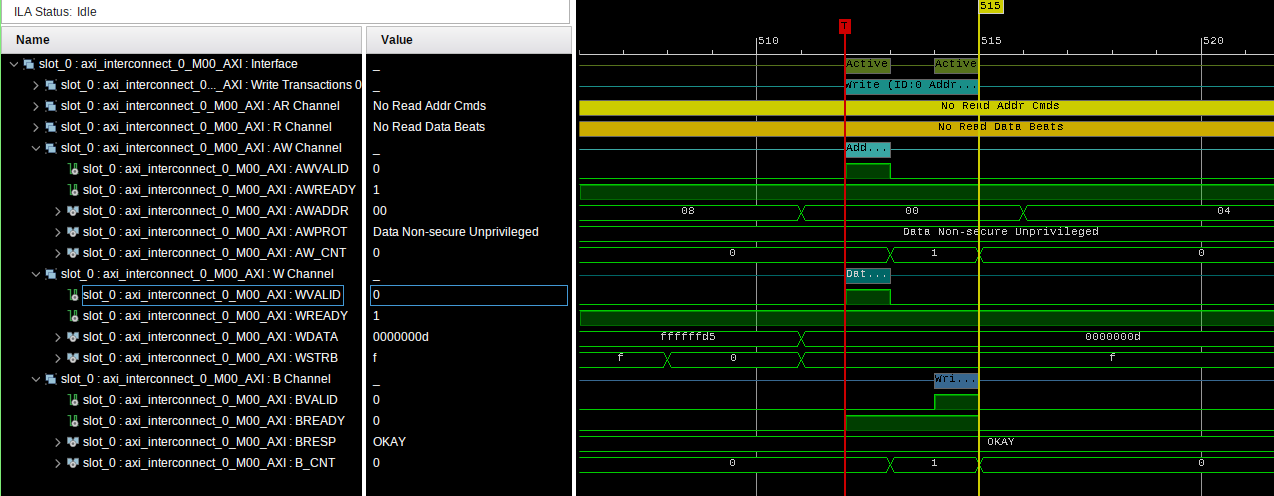 ILA Status: Idle
Name Value
slot_0 : axi_interconnect_0_M00_AXI : Interface _
slot_0 : axi_interconnect_0..._AXI : Write Transactions 0 _
slot_0 : axi_interconnect_0_M00_AXI : AR Channel No Read Addr Cmds
slot_0 : axi_interconnect_0_M00_AXI : R Channel No Read Data Beats
slot_0 : axi_interconnect_0_M00_AXI : AW Channel _
slot_0 : axi_interconnect_0_M00_AXI : AWVALID 0
slot_0 : axi_interconnect_0_M00_AXI : AWREADY 1
slot_0 : axi_interconnect_0_M00_AXI : AWADDR 00
slot_0 : axi_interconnect_0_M00_AXI : AWPROT Data Non-secure Unprivileged
slot_0 : axi_interconnect_0_M00_AXI : AW_CNT 0
slot_0 : axi_interconnect_0_M00_AXI : W Channel _
slot_0 : axi_interconnect_0_M00_AXI : WVALID 0
slot_0 : axi_interconnect_0_M00_AXI : WREADY 1
slot_0 : axi_interconnect_0_M00_AXI : WDATA 0000000d
slot_0 : axi_interconnect_0_M00_AXI : WSTRB f
slot_0 : axi_interconnect_0_M00_AXI : B Channel _
slot_0 : axi_interconnect_0_M00_AXI : BVALID 0
slot_0 : axi_interconnect_0_M00_AXI : BREADY 0
slot_0 : axi_interconnect_0_M00_AXI : BRESP OKAY
slot_0 : axi_interconnect_0_M00_AXI : B_CNT 0
515
T
510 515 520
Active Active
Write (ID:0 Addr...
No Read Addr Cmds
No Read Data Beats
Add...
08 00 04
Data Non-secure Unprivileged
0 1 0
Dat...
ffffffd5 0000000d
f 0 f
Wri...
OKAY
0 1 0